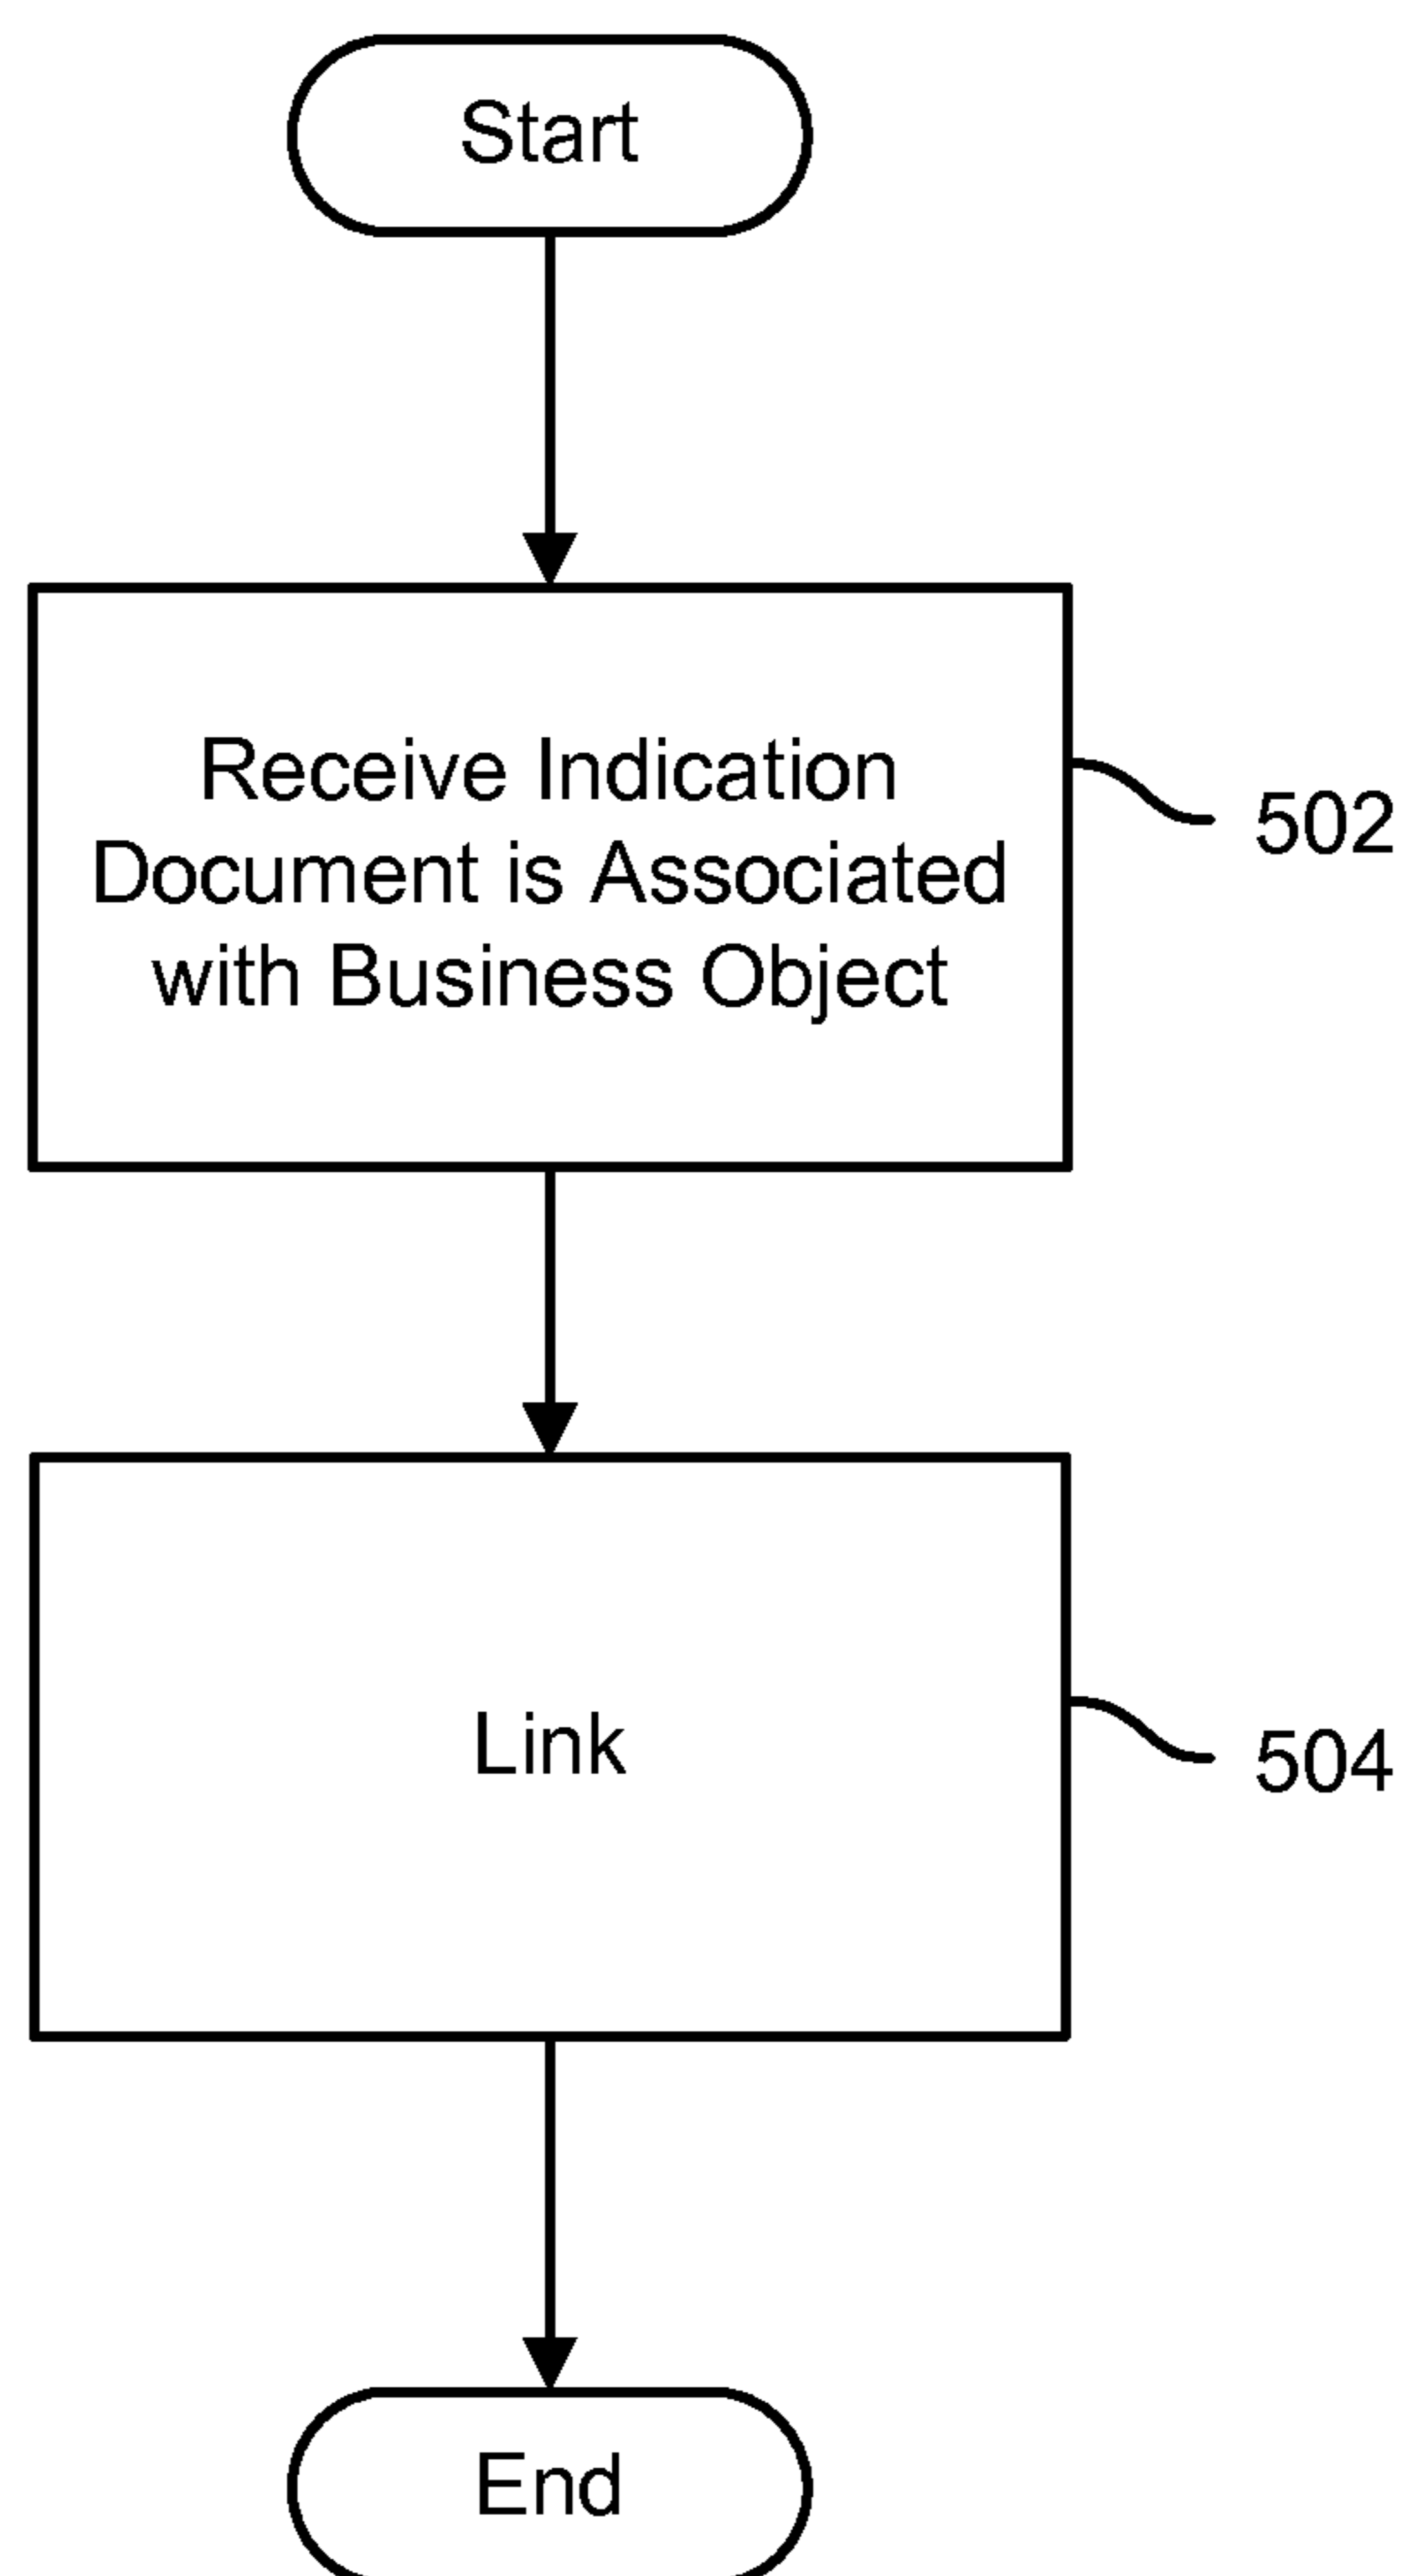 Start
Receive Indication
Document is Associated
with Business Object
502
Link
504
End